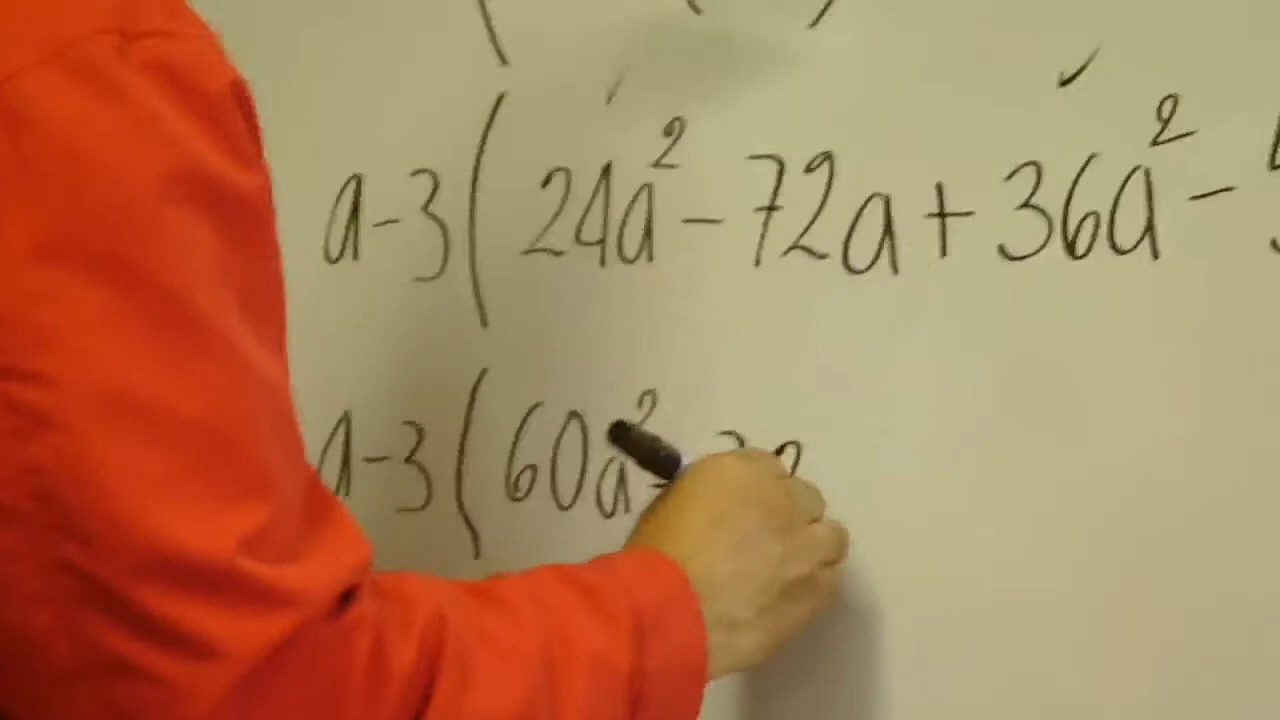 a-3( 24a² - 72a + 36a² -
a-3( 60a²